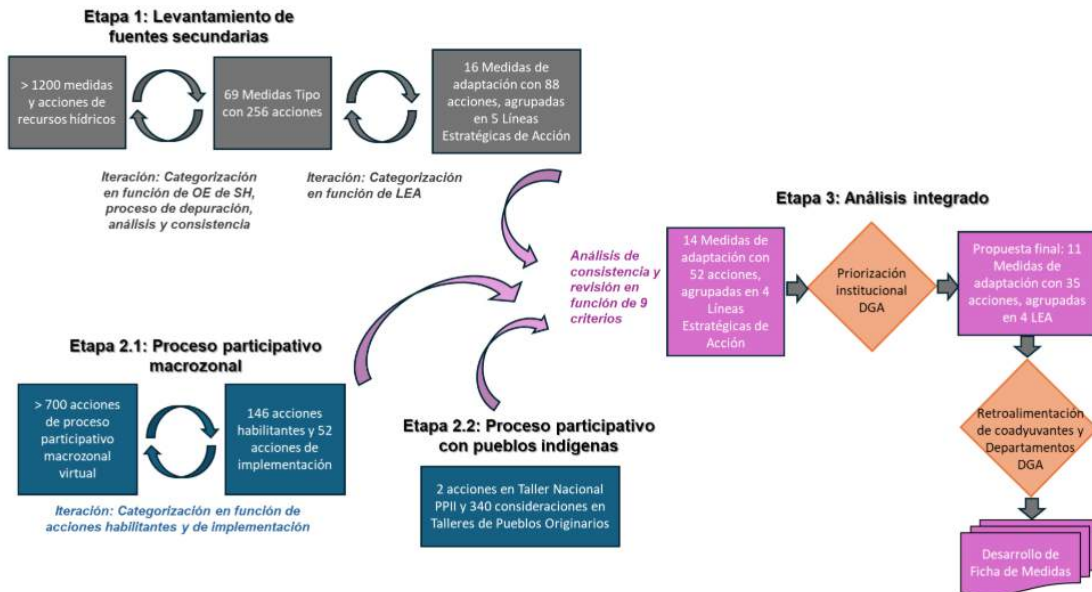 Etapa 1: Levantamiento de
fuentes secundarias
> 1200 medidas
y acciones de
recursos hídricos
69 Medidas Tipo
con 256 acciones
16 Medidas de
adaptación con 88
acciones, agrupadas
en 5 Líneas
Estratégicas de Acción
Iteración: Categorización
en función de OE de SH,
proceso de depuración,
análisis y consistencia
Iteración: Categorización
en función de LEA
Etapa 2.1: Proceso participativo
macrozonal
> 700 acciones
de proceso
participativo
macrozonal
virtual
146 acciones
habilitantes y 52
acciones de
implementación
Iteración: Categorización en función de
acciones habilitantes y de implementación
Etapa 2.2: Proceso participativo
con pueblos indígenas
2 acciones en Taller Nacional
PPII y 340 consideraciones en
Talleres de Pueblos Originarios
Análisis de
consistencia y
revisión en
función de 9
criterios
Etapa 3: Análisis integrado
14 Medidas de
adaptación con
52 acciones,
agrupadas en 4
Líneas
Estratégicas de
Acción
Priorización
institucional
DGA
Propuesta final: 11
Medidas de
adaptación con 35
acciones, agrupadas
en 4 LEA
Retroalimentación
de coadyuvantes y
Departamentos
DGA
Desarrollo de
Ficha de Medidas